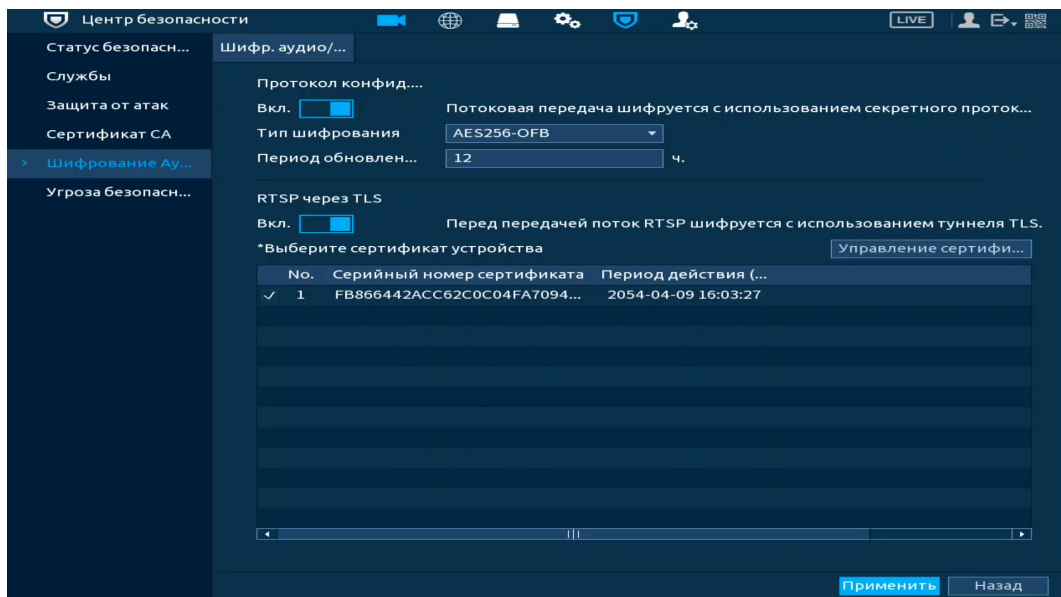 Центр безопасности
LIVE
Статус безопасн...
Службы
Защита от атак
Сертификат CA
> Шифрование Ау...
Угроза безопасн...
Шифр. аудио/...
Протокол конфид....
Вкл. Потоковая передача шифруется с использованием секретного проток...
Тип шифрования AES256-OFB
Период обновлен... 12 ч.
RTSP через TLS
Вкл. Перед передачей поток RTSP шифруется с использованием туннеля TLS.
*Выберите сертификат устройства Управление сертифи...
No. Серийный номер сертификата Период действия (...
1 FB866442ACC62C0C04FA7094... 2054-04-09 16:03:27
Применить Назад